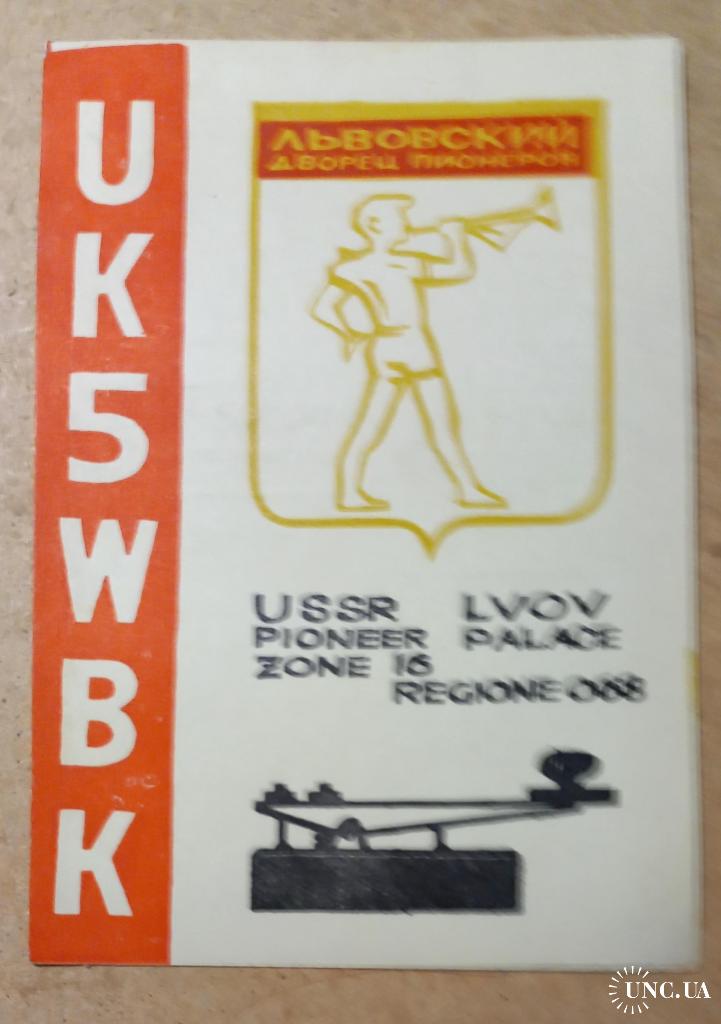 UK5WBK
ЛЬВОВСКИЙ
ДВОРЕЦ ПИОНЕРОВ
USSR LVOV
PIONEER PALACE
ZONE 16
REGIONE-068
UNC.UA